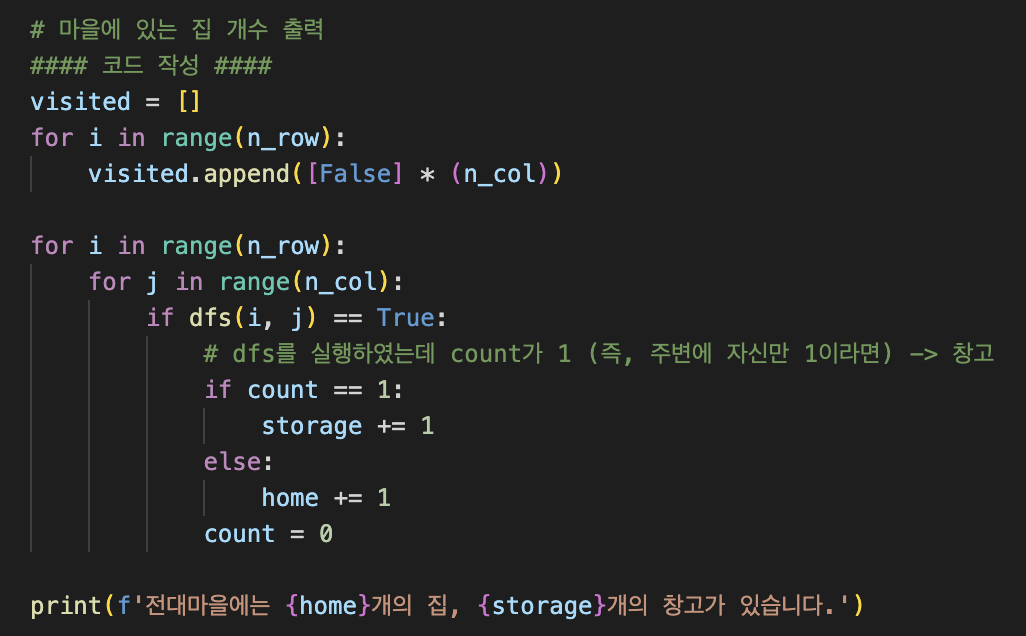 # 마을에 있는 집 개수 출력
#### 코드 작성 ####
visited = []
for i in range(n_row):
    visited.append([False] * (n_col))
for i in range(n_row):
    for j in range(n_col):
        if dfs(i, j) == True:
            # dfs를 실행하였는데 count가 1 (즉, 주변에 자신만 1이라면) -> 창고
            if count == 1:
                storage += 1
            else:
                home += 1
            count = 0
print(f'전대마을에는 {home}개의 집, {storage}개의 창고가 있습니다.')